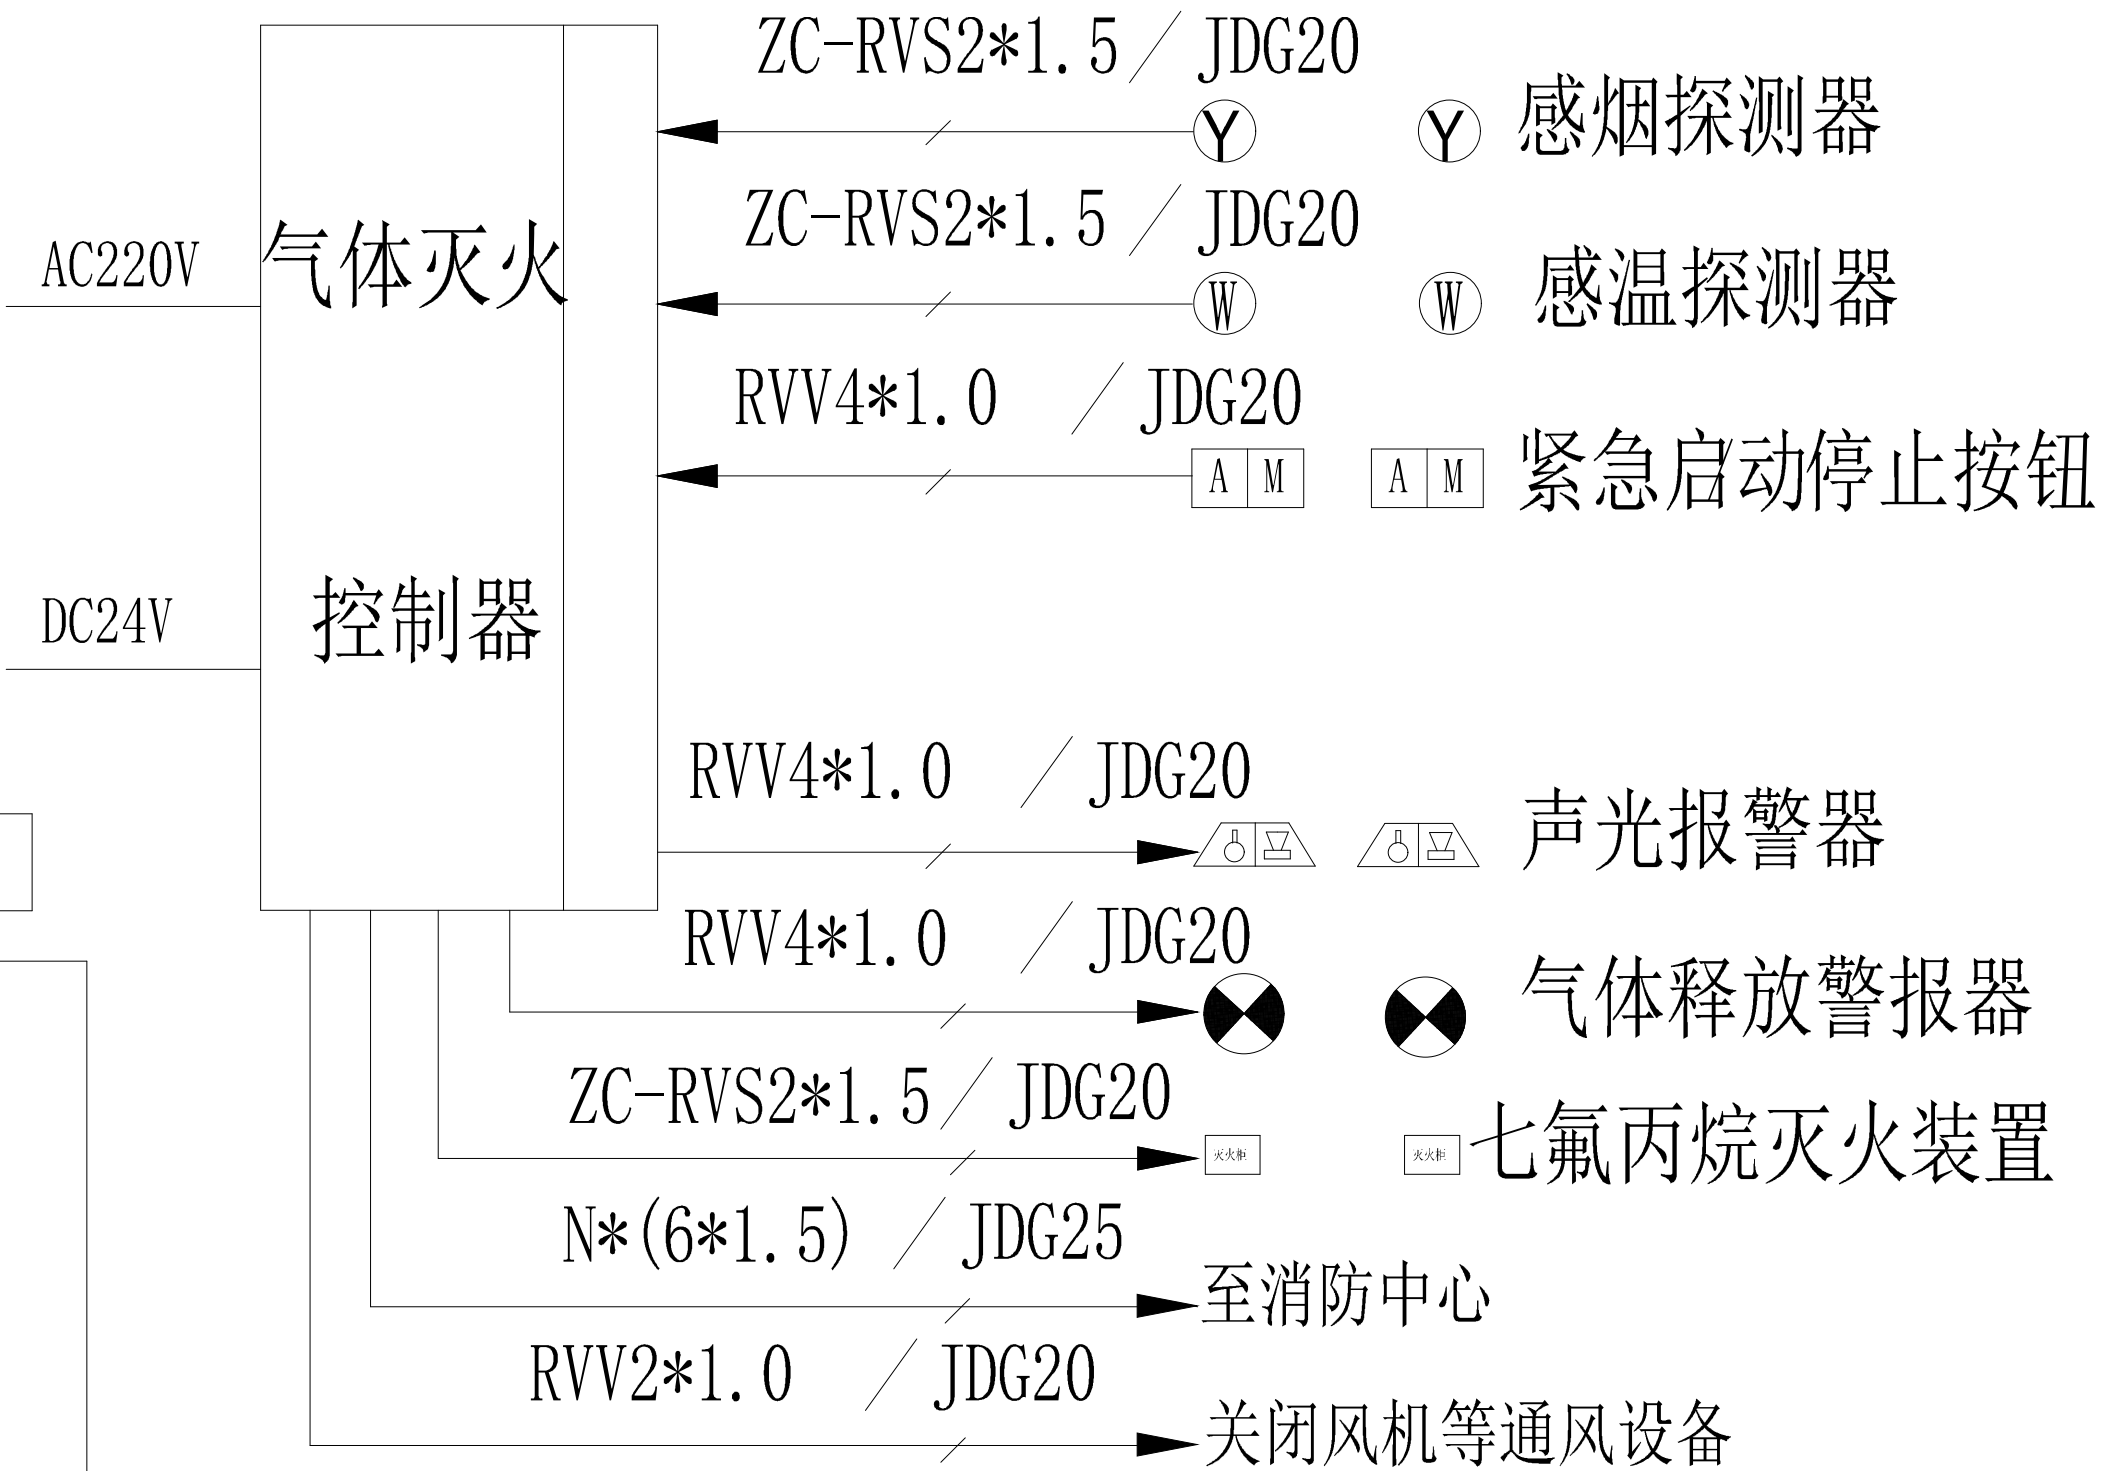 ZC-RVS2*1.5 / JDG20
Y Y 感烟探测器
ZC-RVS2*1.5 / JDG20
AC220V 气体灭火
W W 感温探测器
RVV4*1.0 / JDG20
A M A M 紧急启动停止按钮
DC24V 控制器
RVV4*1.0 / JDG20
声光报警器
RVV4*1.0 / JDG20
气体释放警报器
ZC-RVS2*1.5 / JDG20
灭火柜 灭火柜 七氟丙烷灭火装置
N*(6*1.5) / JDG25
至消防中心
RVV2*1.0 / JDG20
关闭风机等通风设备